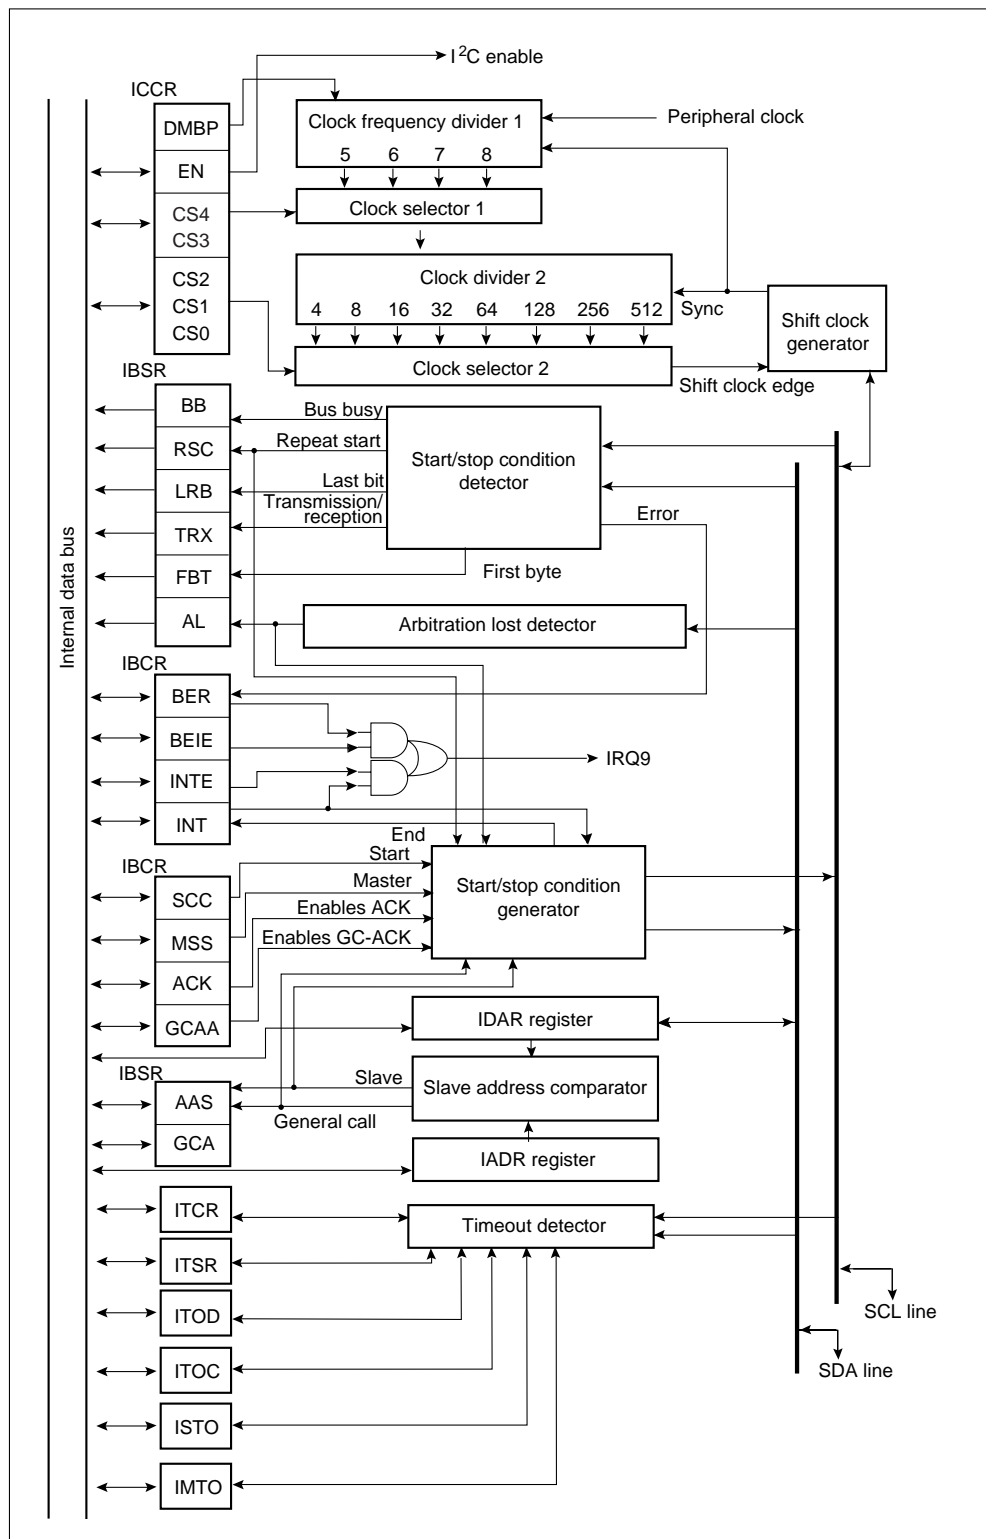 I²C enable
ICCR
DMBP
EN
CS4
CS3
CS2
CS1
CS0
Clock frequency divider 1
5 6 7 8
Peripheral clock
Clock selector 1
Clock divider 2
4 8 16 32 64 128 256 512
Sync
Clock selector 2
Shift clock edge
Shift clock
generator
Internal data bus
IBSR
BB
RSC
LRB
TRX
FBT
AL
Bus busy
Repeat start
Last bit
Transmission/
reception
Start/stop condition
detector
Error
First byte
Arbitration lost detector
IBCR
BER
BEIE
INTE
INT
IRQ9
End
IBCR
SCC
MSS
ACK
GCAA
Start
Master
Enables ACK
Enables GC-ACK
Start/stop condition
generator
IDAR register
IBSR
AAS
GCA
Slave
General call
Slave address comparator
IADR register
ITCR
ITSR
ITOD
ITOC
ISTO
IMTO
Timeout detector
SCL line
SDA line